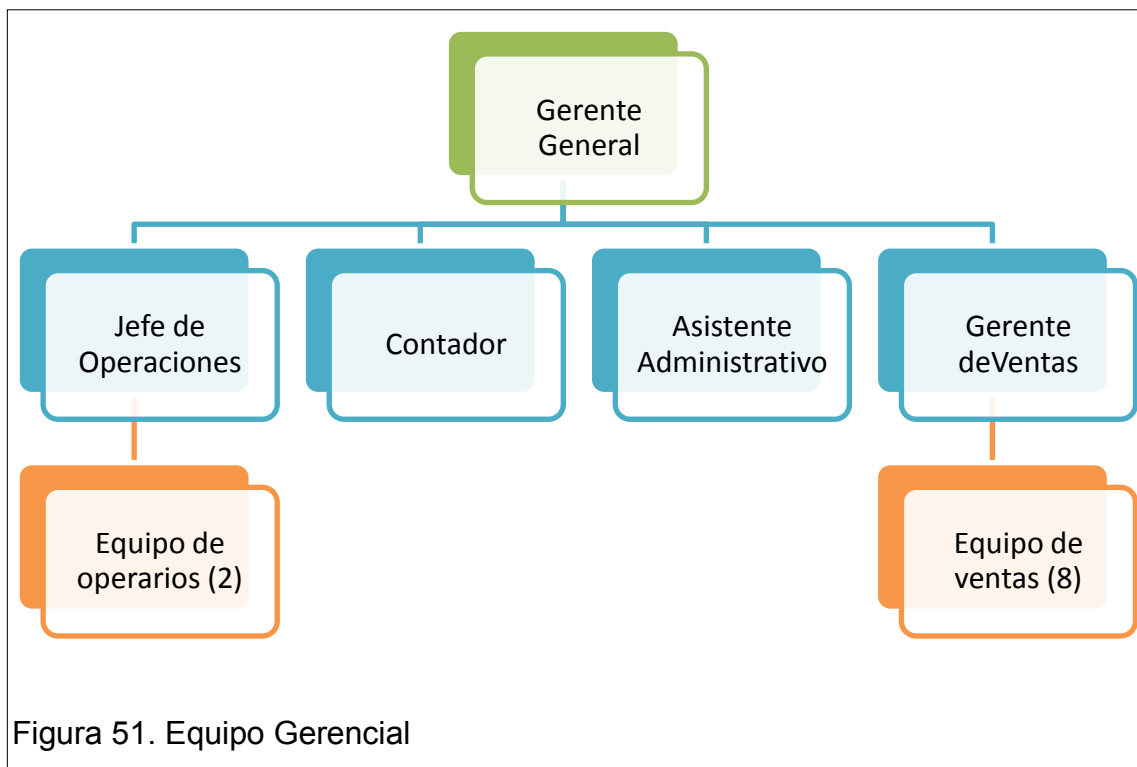 Gerente
General
Jefe de
Operaciones
Contador
Asistente
Administrativo
Gerente
deVentas
Equipo de
operarios (2)
Equipo de
ventas (8)
Figura 51. Equipo Gerencial